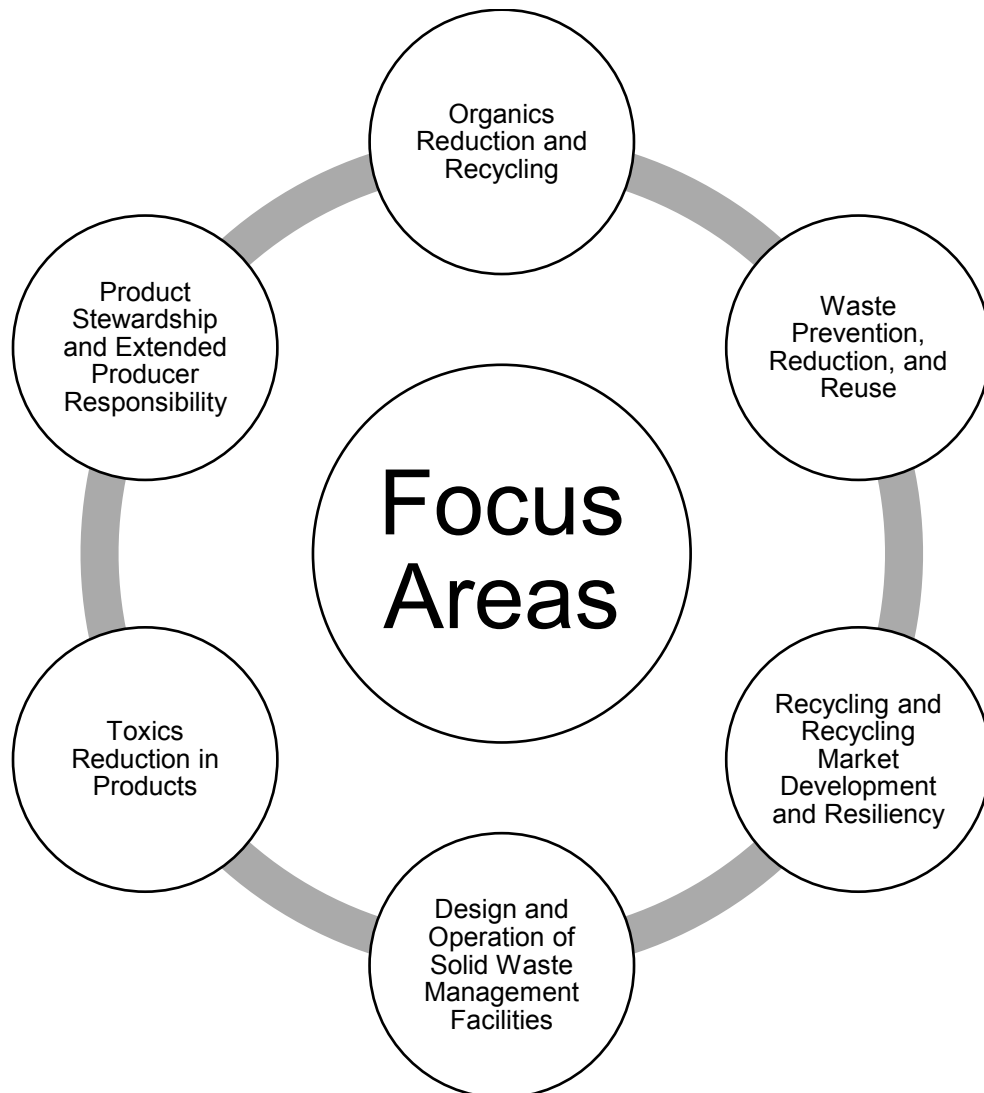 Organics
Reduction and
Recycling
Waste
Prevention,
Reduction, and
Reuse
Recycling and
Recycling
Market
Development
and Resiliency
Design and
Operation of
Solid Waste
Management
Facilities
Toxics
Reduction in
Products
Product
Stewardship
and Extended
Producer
Responsibility
Focus
Areas